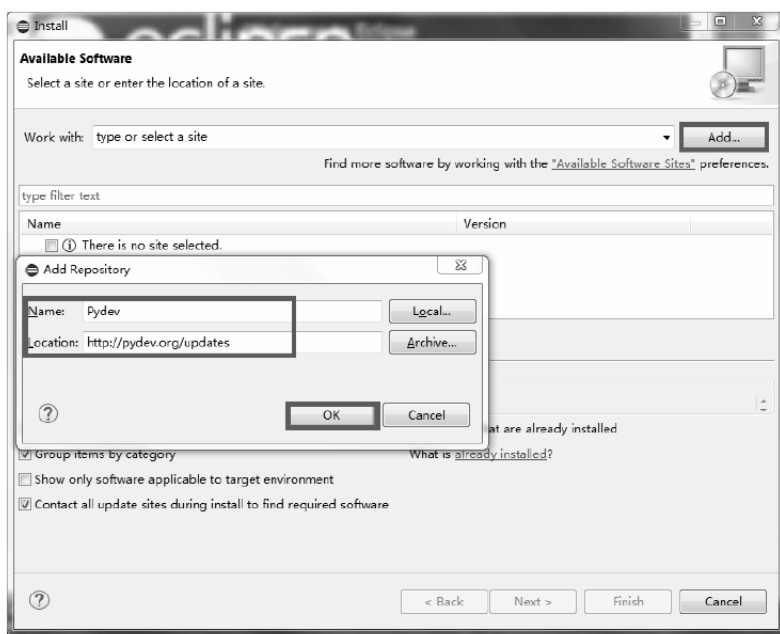 Install
Available Software
Select a site or enter the location of a site.
Work with: type or select a site Add...
Find more software by working with the "Available Software Sites" preferences.
type filter text
Name Version
There is no site selected.
Add Repository
Name: Pydev Local...
Location: http://pydev.org/updates Archive...
OK Cancel
at are already installed
Group items by category What is already installed?
Show only software applicable to target environment
Contact all update sites during install to find required software
< Back Next > Finish Cancel